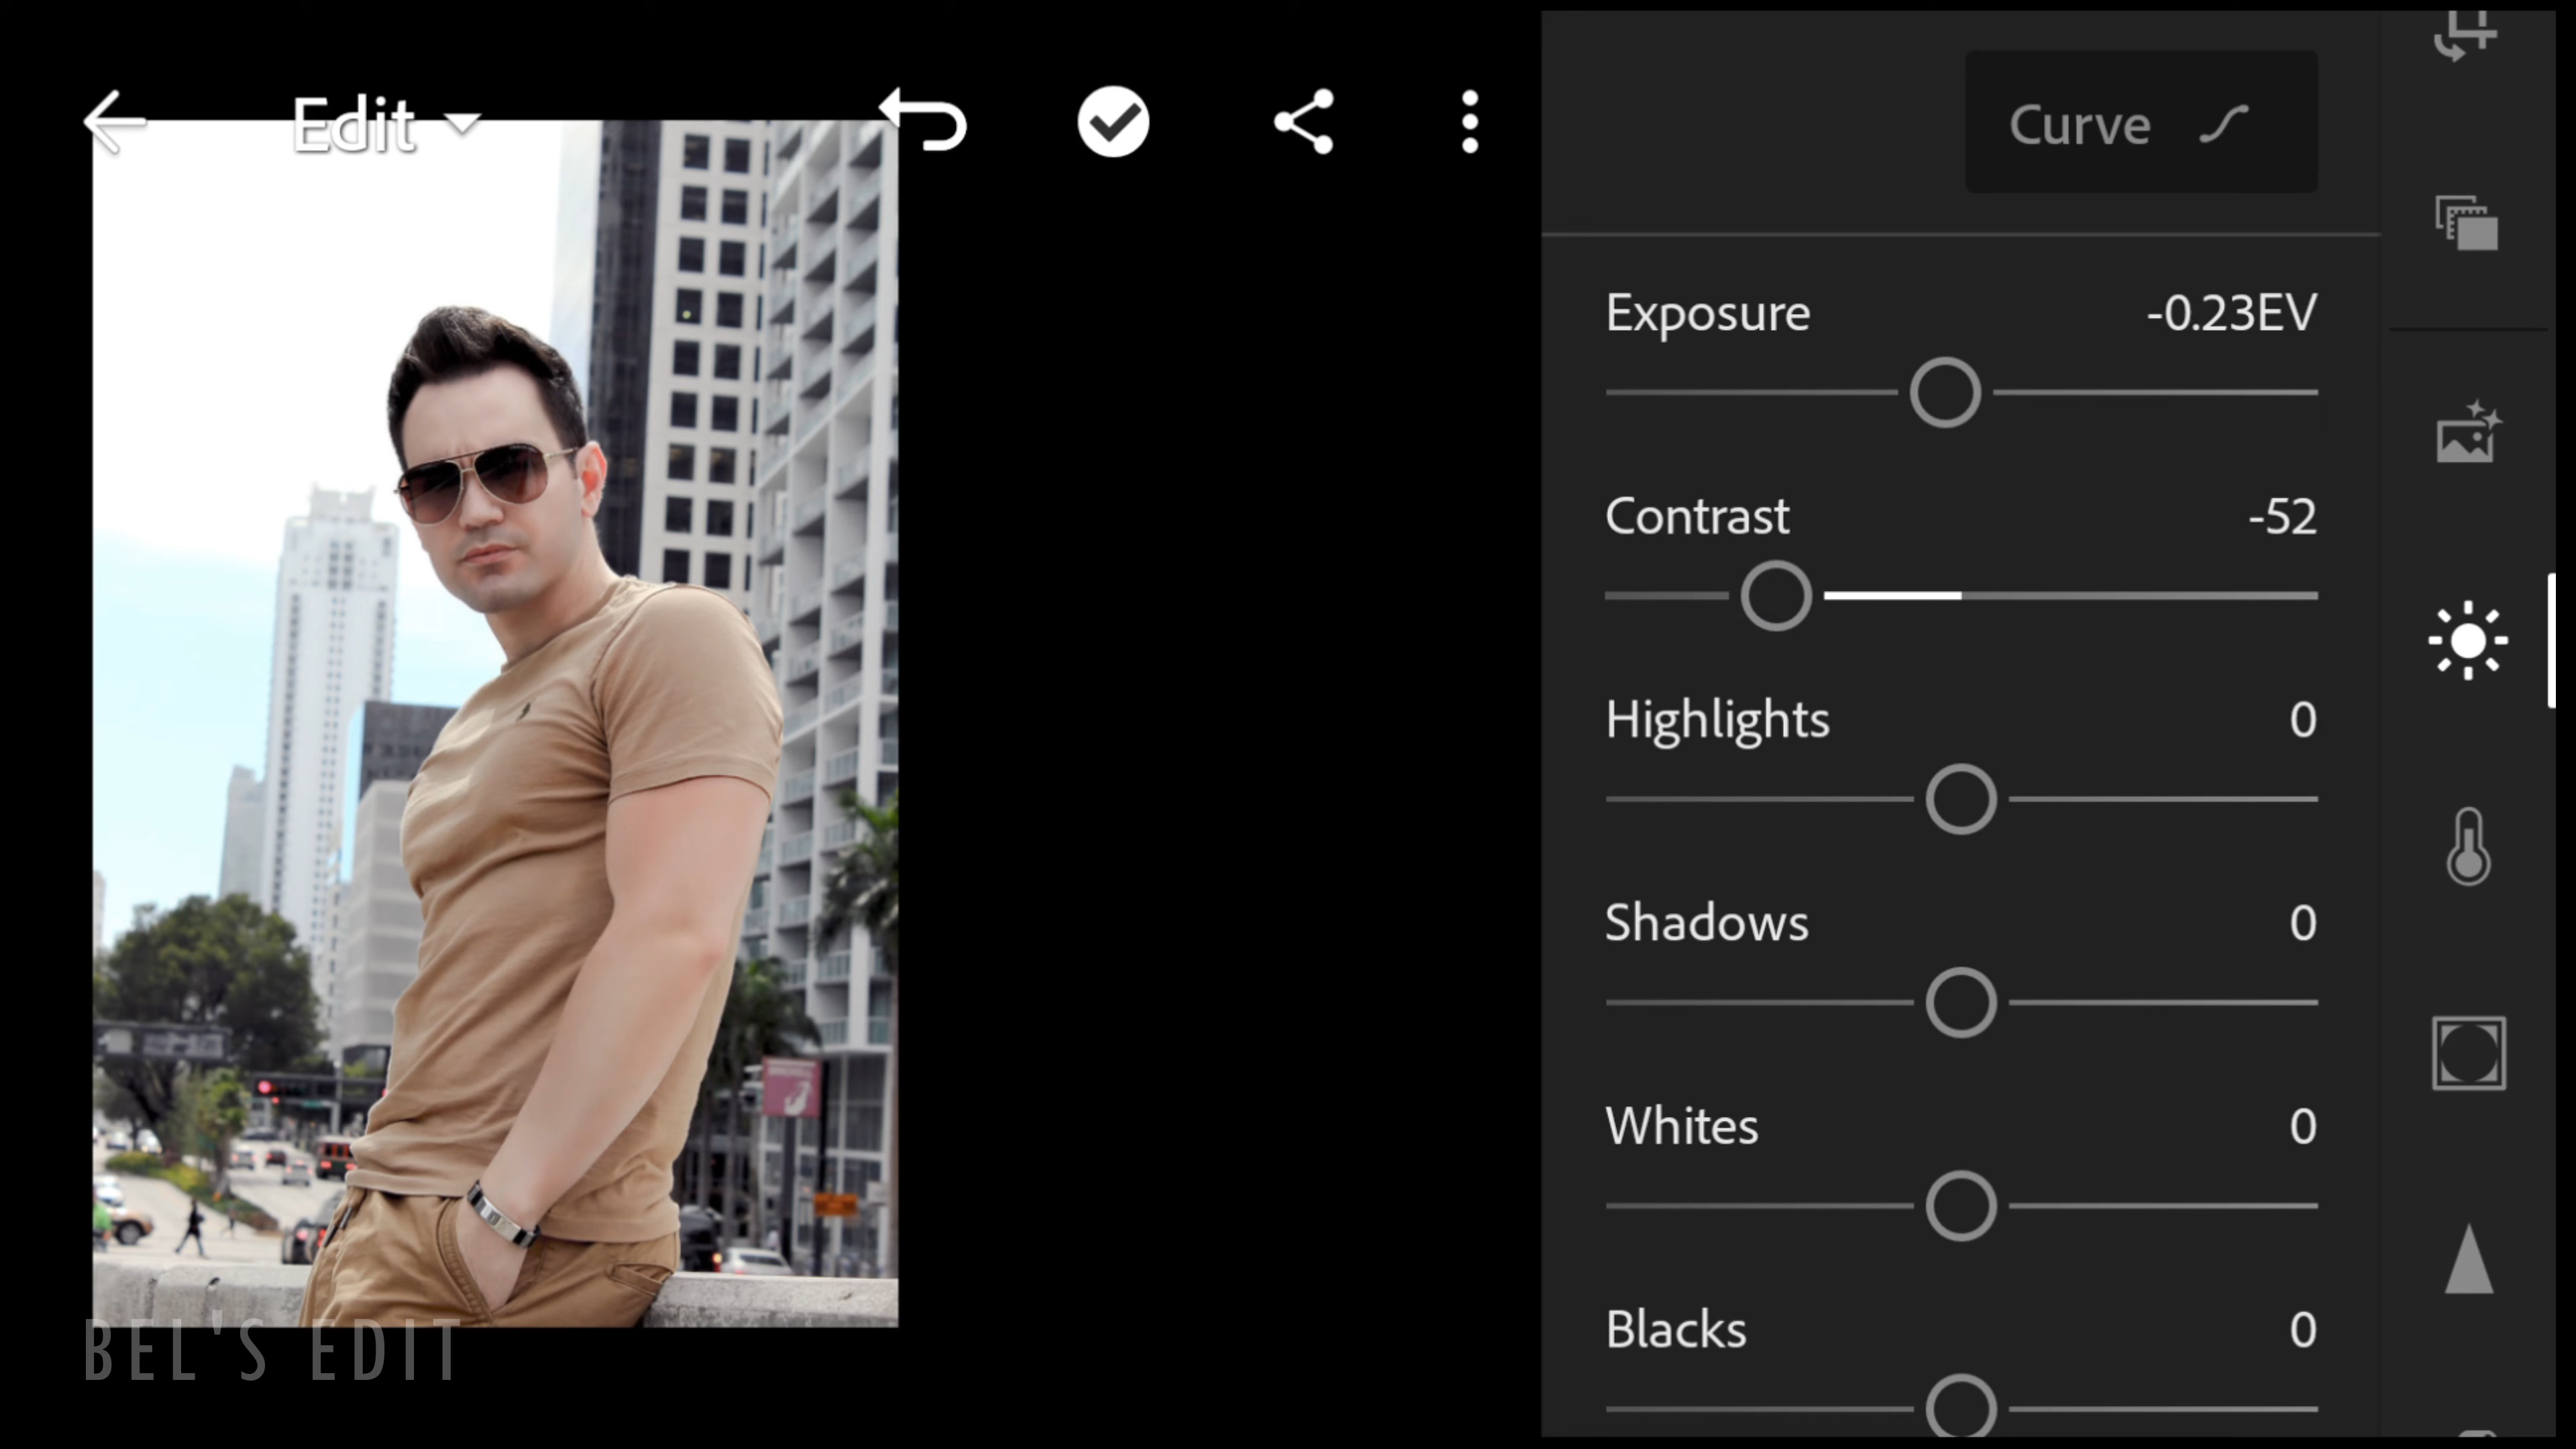 Edit
Curve
Exposure -0.23EV
Contrast -52
Highlights 0
Shadows 0
Whites 0
Blacks 0
BEL'S EDIT